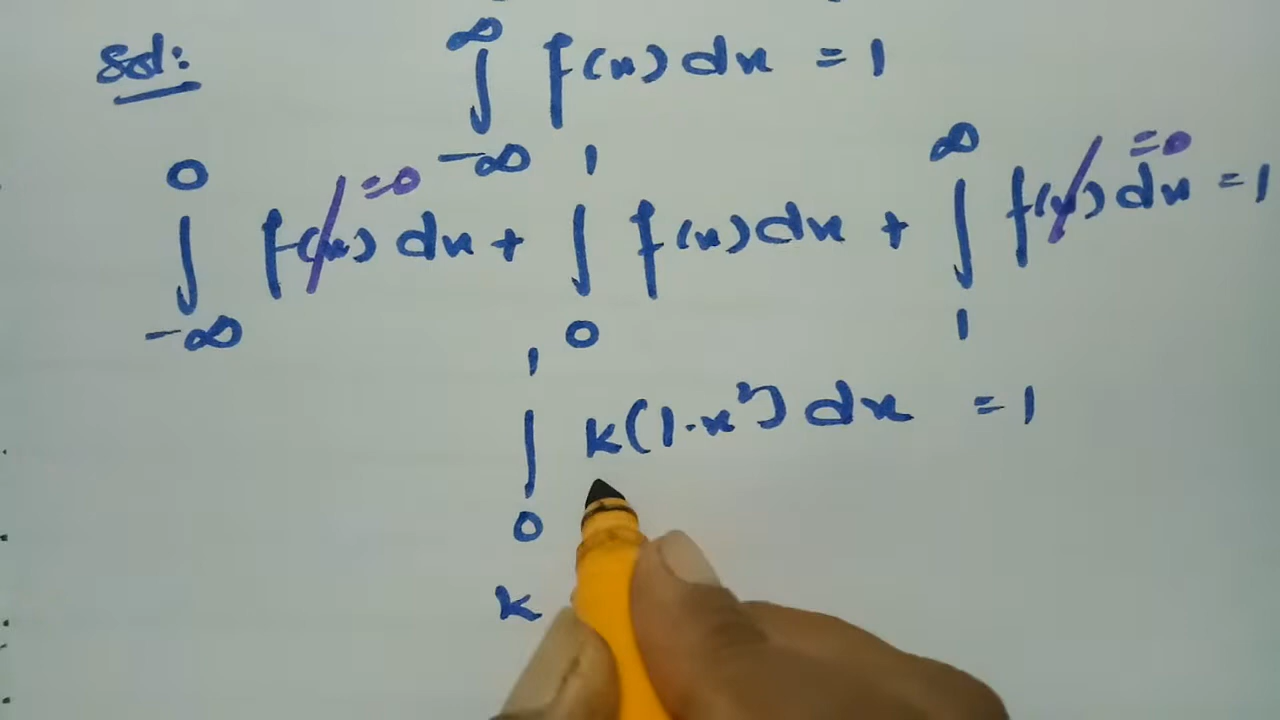 Sol: ∞∫-∞ f(x) dx = 1
0∫-∞ f(x) dx =0 + 1∫0 f(x) dx + ∞∫1 f(x) dx =0 = 1
1∫0 k(1-x²) dx = 1
k